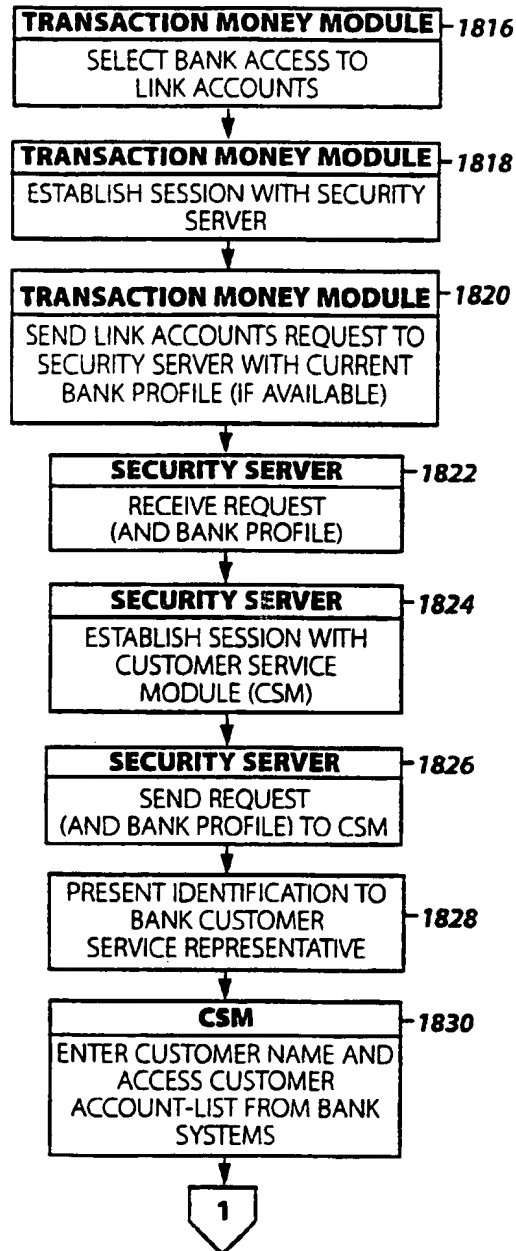 TRANSACTION MONEY MODULE 1816
SELECT BANK ACCESS TO
LINK ACCOUNTS
TRANSACTION MONEY MODULE 1818
ESTABLISH SESSION WITH SECURITY
SERVER
TRANSACTION MONEY MODULE 1820
SEND LINK ACCOUNTS REQUEST TO
SECURITY SERVER WITH CURRENT
BANK PROFILE (IF AVAILABLE)
SECURITY SERVER 1822
RECEIVE REQUEST
(AND BANK PROFILE)
SECURITY SERVER 1824
ESTABLISH SESSION WITH
CUSTOMER SERVICE
MODULE (CSM)
SECURITY SERVER 1826
SEND REQUEST
(AND BANK PROFILE) TO CSM
PRESENT IDENTIFICATION TO
BANK CUSTOMER 1828
SERVICE REPRESENTATIVE
CSM 1830
ENTER CUSTOMER NAME AND
ACCESS CUSTOMER
ACCOUNT-LIST FROM BANK
SYSTEMS
1